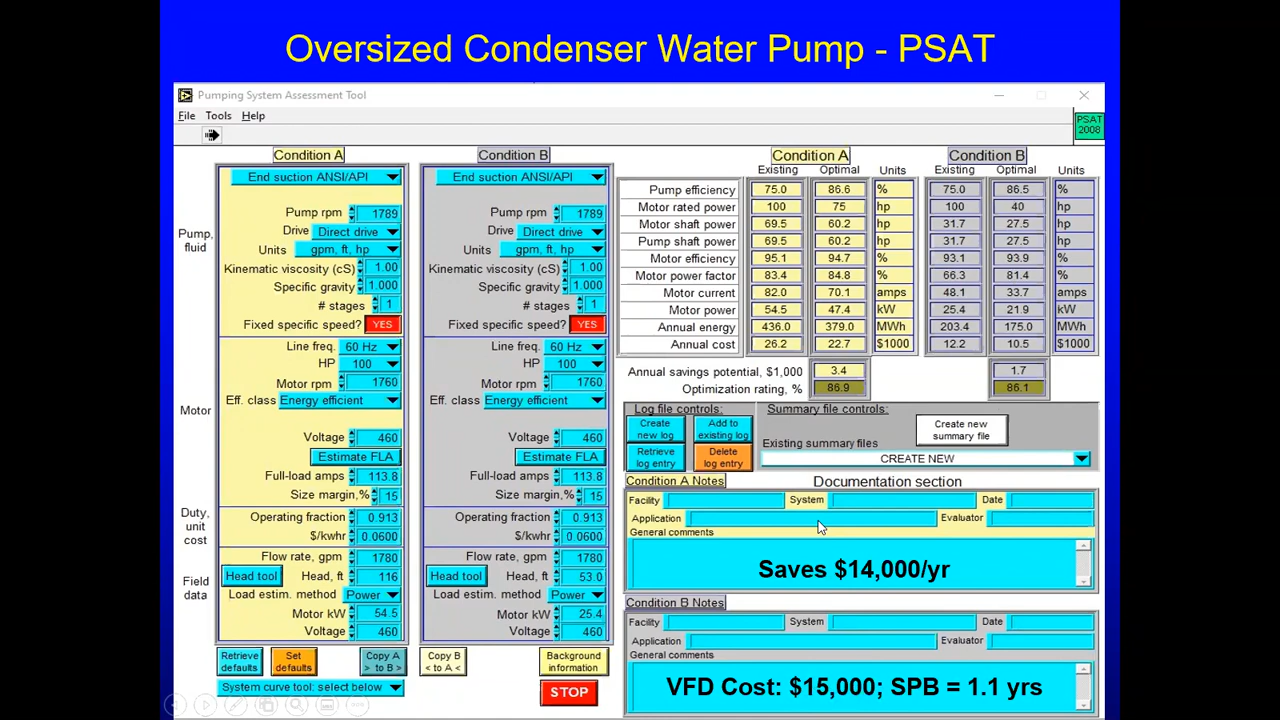 Oversized Condenser Water Pump - PSAT
Pumping System Assessment Tool
File Tools Help
PSAT
2008
Condition A
End suction ANSI/API
Pump, fluid
Pump rpm 1789
Drive Direct drive
Units gpm, ft, hp
Kinematic viscosity (cS) 1.00
Specific gravity 1.000
# stages 1
Fixed specific speed? YES
Motor
Line freq. 60 Hz
HP 100
Motor rpm 1760
Eff. class Energy efficient
Voltage 460
Estimate FLA
Full-load amps 113.8
Size margin,% 15
Duty, unit cost
Operating fraction 0.913
$/kwhr 0.0600
Field data
Flow rate, gpm 1780
Head tool Head, ft 116
Load estim. method Power
Motor kW 54.5
Voltage 460
Condition B
End suction ANSI/API
Pump rpm 1789
Drive Direct drive
Units gpm, ft, hp
Kinematic viscosity (cS) 1.00
Specific gravity 1.000
# stages 1
Fixed specific speed? YES
Line freq. 60 Hz
HP 100
Motor rpm 1760
Eff. class Energy efficient
Voltage 460
Estimate FLA
Full-load amps 113.8
Size margin,% 15
Operating fraction 0.913
$/kwhr 0.0600
Flow rate, gpm 1780
Head tool Head, ft 53.0
Load estim. method Power
Motor kW 25.4
Voltage 460
Retrieve defaults
Set defaults
Copy A > to B >
Copy B < to A <
Background information
System curve tool: select below
STOP
Condition A Condition B
Existing Optimal Units Existing Optimal Units
Pump efficiency 75.0 86.6 % 75.0 86.5 %
Motor rated power 100 75 hp 100 40 hp
Motor shaft power 69.5 60.2 hp 31.7 27.5 hp
Pump shaft power 69.5 60.2 hp 31.7 27.5 hp
Motor efficiency 95.1 94.7 % 93.1 93.9 %
Motor power factor 83.4 84.8 % 66.3 81.4 %
Motor current 82.0 70.1 amps 48.1 33.7 amps
Motor power 54.5 47.4 kW 25.4 21.9 kW
Annual energy 436.0 379.0 MWh 203.4 175.0 MWh
Annual cost 26.2 22.7 $1000 12.2 10.5 $1000
Annual savings potential, $1,000 3.4 1.7
Optimization rating, % 86.9 86.1
Log file controls:
Create new log
Add to existing log
Retrieve log entry
Delete log entry
Summary file controls:
Create new summary file
Existing summary files
CREATE NEW
Condition A Notes Documentation section
Facility System Date
Application Evaluator
General comments
Saves $14,000/yr
Condition B Notes
Facility System Date
Application Evaluator
General comments
VFD Cost: $15,000; SPB = 1.1 yrs